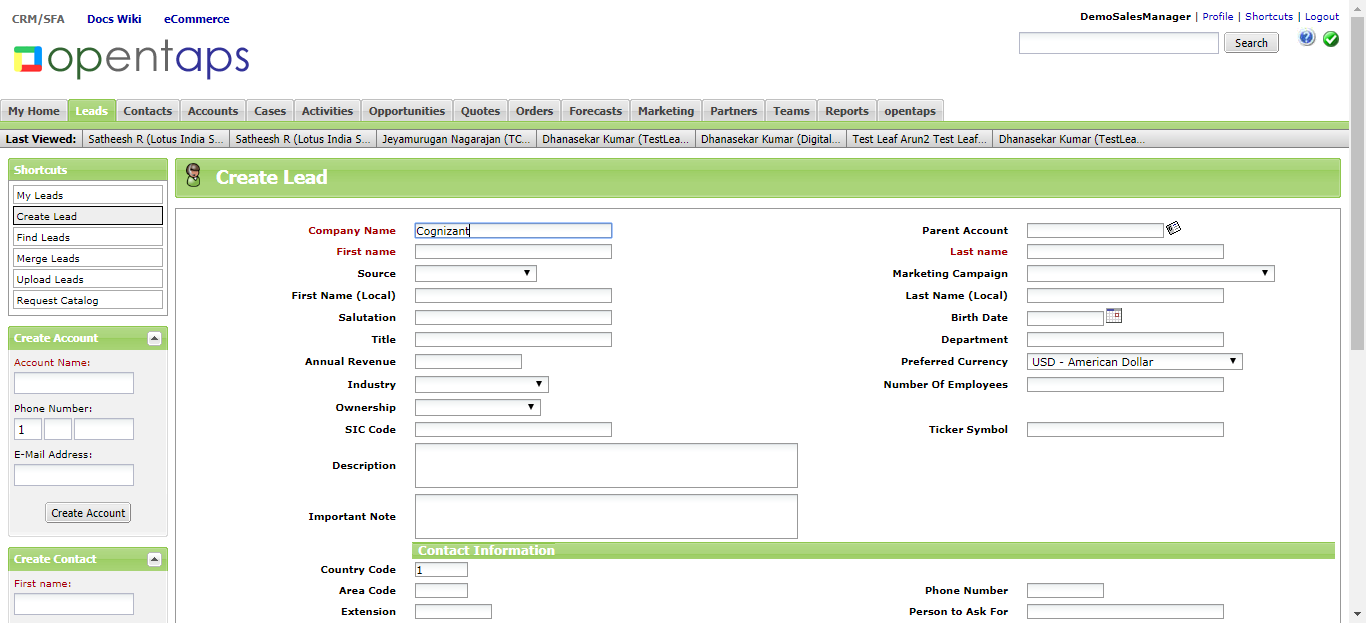 CRM/SFA Docs Wiki eCommerce
DemoSalesManager | Profile | Shortcuts | Logout
opentaps
Search
My Home Leads Contacts Accounts Cases Activities Opportunities Quotes Orders Forecasts Marketing Partners Teams Reports opentaps
Last Viewed: Satheesh R (Lotus India S... Satheesh R (Lotus India S... Jeyamurugan Nagarajan (TC... Dhanasekar Kumar (TestLea... Dhanasekar Kumar (Digital... Test Leaf Arun2 Test Leaf... Dhanasekar Kumar (TestLea...
Shortcuts
My Leads
Create Lead
Find Leads
Merge Leads
Upload Leads
Request Catalog
Create Account
Account Name:
Phone Number:
1
E-Mail Address:
Create Account
Create Contact
First name:
Create Lead
Company Name Cognizant Parent Account
First name Last name
Source Marketing Campaign
First Name (Local) Last Name (Local)
Salutation Birth Date
Title Department
Annual Revenue Preferred Currency USD - American Dollar
Industry Number Of Employees
Ownership
SIC Code Ticker Symbol
Description
Important Note
Contact Information
Country Code 1
Area Code Phone Number
Extension Person to Ask For